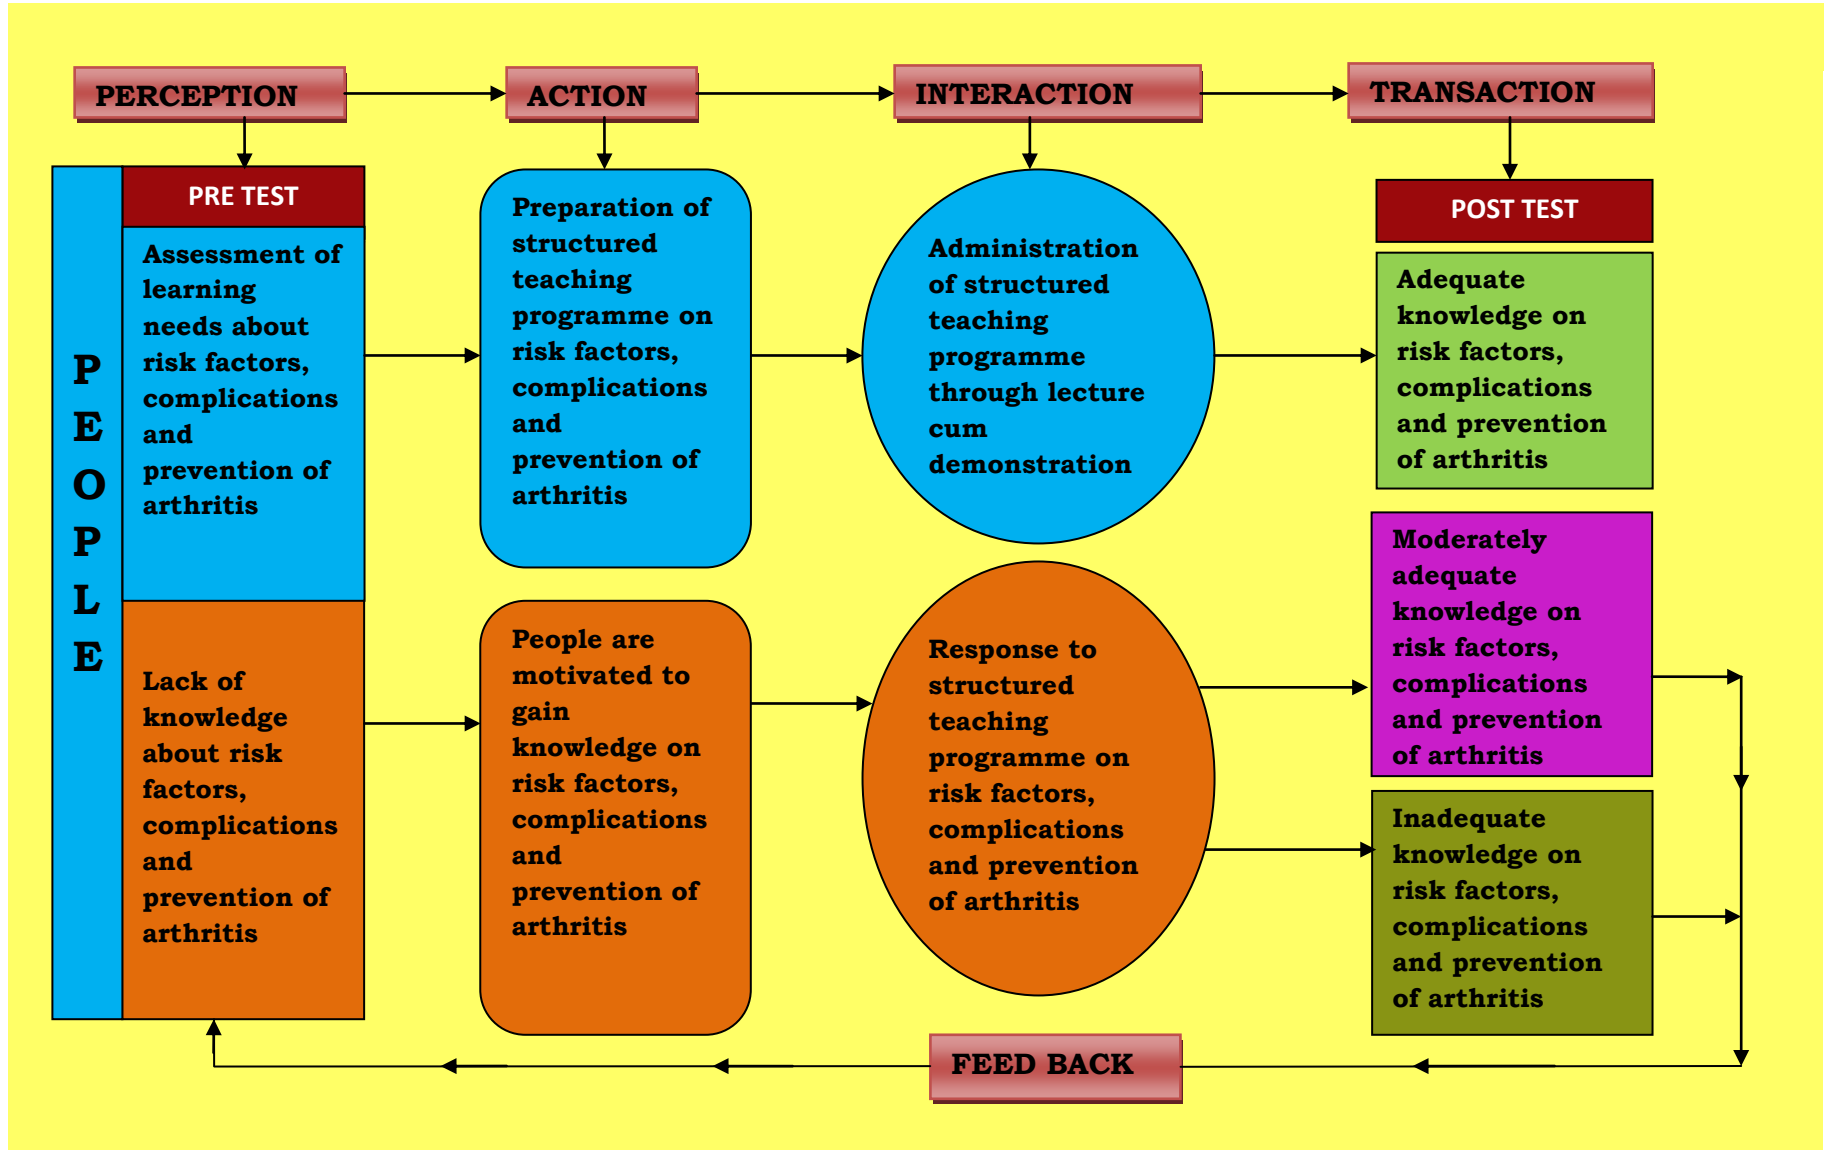 PERCEPTION
ACTION
INTERACTION
TRANSACTION
P
E
O
P
L
E
PRE TEST
Assessment of
learning
needs about
risk factors,
complications
and
prevention of
arthritis
Lack of
knowledge
about risk
factors,
complications
and
prevention of
arthritis
Preparation of
structured
teaching
programme on
risk factors,
complications
and
prevention of
arthritis
People are
motivated to
gain
knowledge on
risk factors,
complications
and
prevention of
arthritis
Administration
of structured
teaching
programme
through lecture
cum
demonstration
Response to
structured
teaching
programme on
risk factors,
complications
and prevention
of arthritis
POST TEST
Adequate
knowledge on
risk factors,
complications
and prevention
of arthritis
Moderately
adequate
knowledge on
risk factors,
complications
and prevention
of arthritis
Inadequate
knowledge on
risk factors,
complications
and prevention
of arthritis
FEED BACK